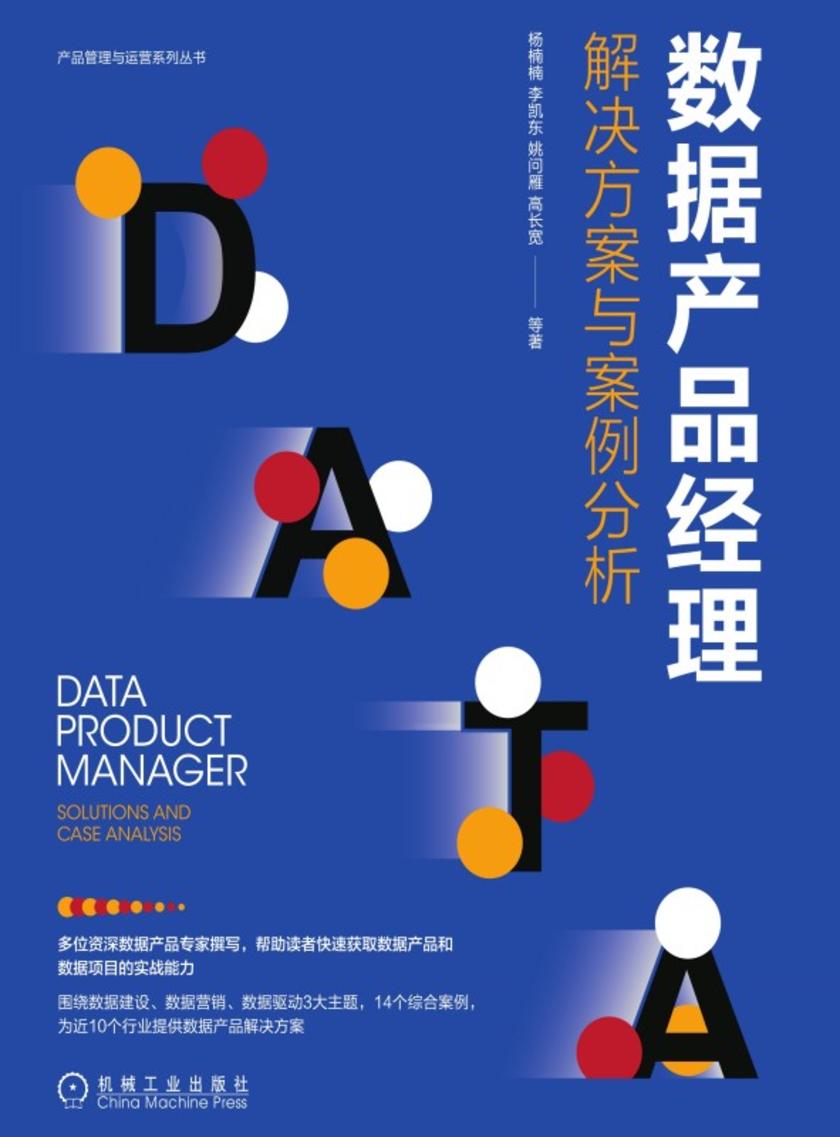 产品管理与运营系列丛书
数据产品经理
解决方案与案例分析
杨楠楠 李凯东 姚问雁 高长宽 —— 等著
D
A
T
A
DATA
PRODUCT
MANAGER
SOLUTIONS AND
CASE ANALYSIS
多位资深数据产品专家撰写，帮助读者快速获取数据产品和
数据项目的实战能力
围绕数据建设、数据营销、数据驱动3大主题，14个综合案例，
为近10个行业提供数据产品解决方案
机械工业出版社
China Machine Press